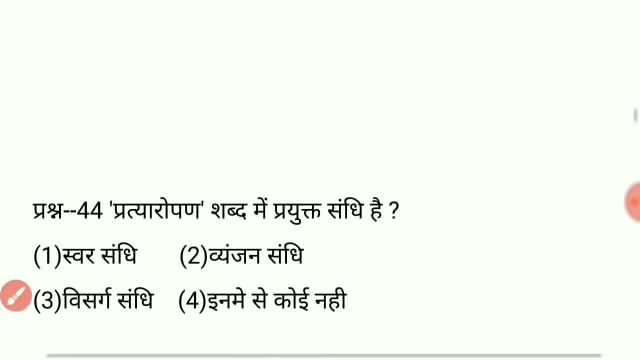 प्रश्न--44 'प्रत्यारोपण' शब्द में प्रयुक्त संधि है ?
(1)स्वर संधि (2)व्यंजन संधि
(3)विसर्ग संधि (4)इनमे से कोई नही